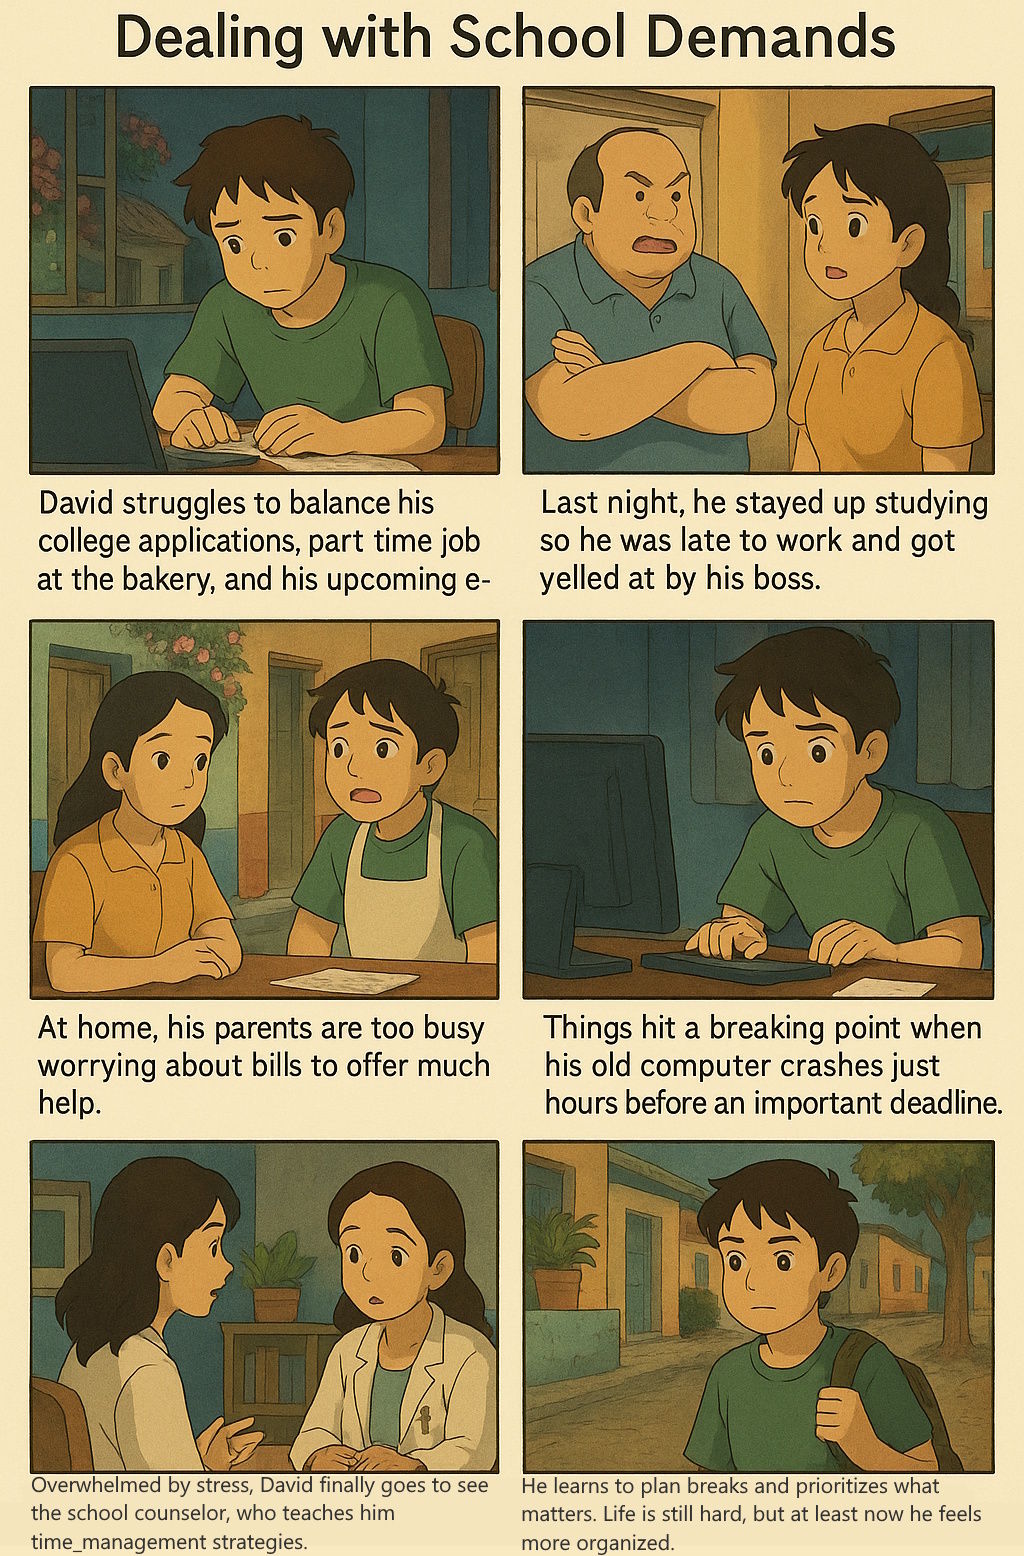 Dealing with School Demands
David struggles to balance his
college applications, part time job
at the bakery, and his upcoming e-
Last night, he stayed up studying
so he was late to work and got
yelled at by his boss.
At home, his parents are too busy
worrying about bills to offer much
help.
Things hit a breaking point when
his old computer crashes just
hours before an important deadline.
Overwhelmed by stress, David finally goes to see
the school counselor, who teaches him
time_management strategies.
He learns to plan breaks and prioritizes what
matters. Life is still hard, but at least now he feels
more organized.